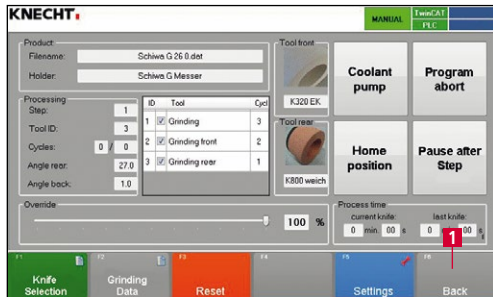 KNECHT.
MANUAL
TwinCAT
PLC
Product
Filename: Schiwa G 26 0.dat
Holder: Schiwa G Messer
Tool front
K320 EK
Coolant pump
Program abort
Processing
Step: 1
Tool ID: 3
Cycles: 0 / 0
Angle rear: 27.0
Angle back: 1.0
ID Tool Cycl
1 Grinding 3
2 Grinding front 2
3 Grinding rear 1
Tool rear
K800 weich
Home position
Pause after Step
Override
100 %
Process time
current knife: last knife:
0 min 00 s 0 00 s
1
F1 F2 F3 F4 F5 F6
Knife Selection
Grinding Data
Reset
Settings
Back